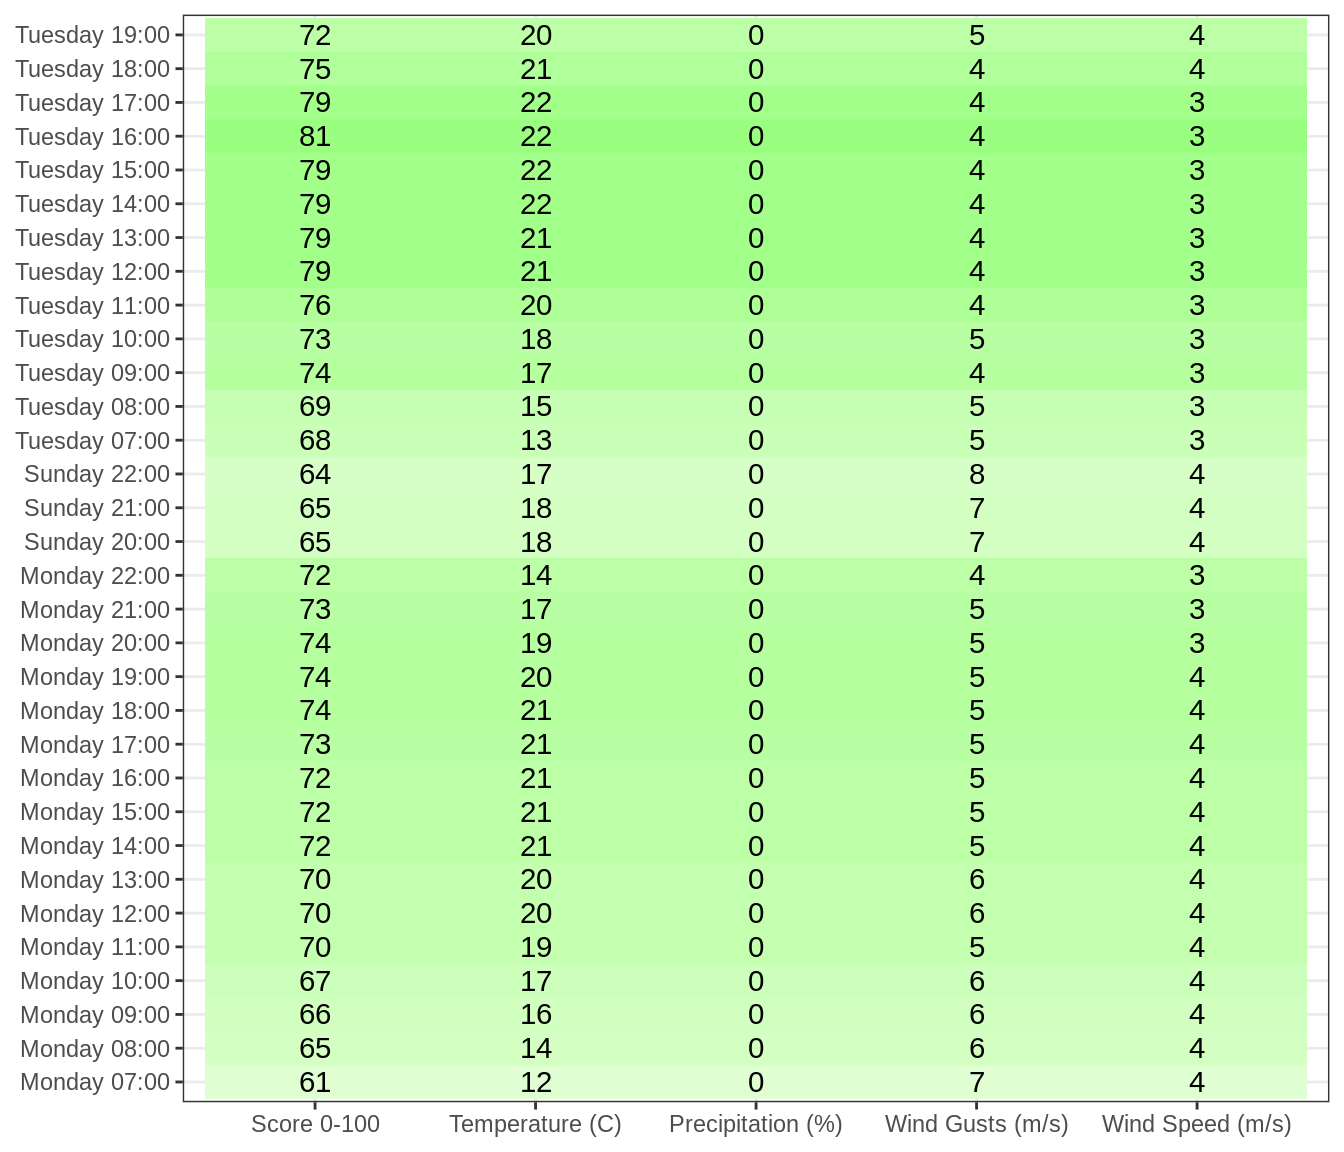 Tuesday 19:00 72 20 0 5 4
Tuesday 18:00 75 21 0 4 4
Tuesday 17:00 79 22 0 4 3
Tuesday 16:00 81 22 0 4 3
Tuesday 15:00 79 22 0 4 3
Tuesday 14:00 79 22 0 4 3
Tuesday 13:00 79 21 0 4 3
Tuesday 12:00 79 21 0 4 3
Tuesday 11:00 76 20 0 4 3
Tuesday 10:00 73 18 0 5 3
Tuesday 09:00 74 17 0 4 3
Tuesday 08:00 69 15 0 5 3
Tuesday 07:00 68 13 0 5 3
Sunday 22:00 64 17 0 8 4
Sunday 21:00 65 18 0 7 4
Sunday 20:00 65 18 0 7 4
Monday 22:00 72 14 0 4 3
Monday 21:00 73 17 0 5 3
Monday 20:00 74 19 0 5 3
Monday 19:00 74 20 0 5 4
Monday 18:00 74 21 0 5 4
Monday 17:00 73 21 0 5 4
Monday 16:00 72 21 0 5 4
Monday 15:00 72 21 0 5 4
Monday 14:00 72 21 0 5 4
Monday 13:00 70 20 0 6 4
Monday 12:00 70 20 0 6 4
Monday 11:00 70 19 0 5 4
Monday 10:00 67 17 0 6 4
Monday 09:00 66 16 0 6 4
Monday 08:00 65 14 0 6 4
Monday 07:00 61 12 0 7 4
Score 0-100 Temperature (C) Precipitation (%) Wind Gusts (m/s) Wind Speed (m/s)